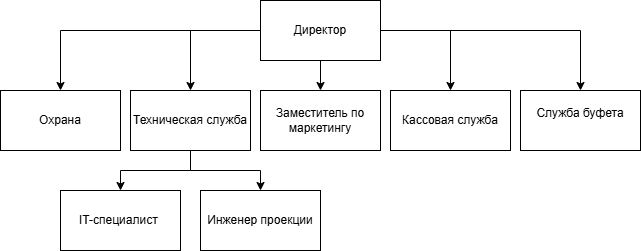 Директор
Охрана
Техническая служба
Заместитель по
маркетингу
Кассовая служба
Служба буфета
IT-специалист
Инженер проекции